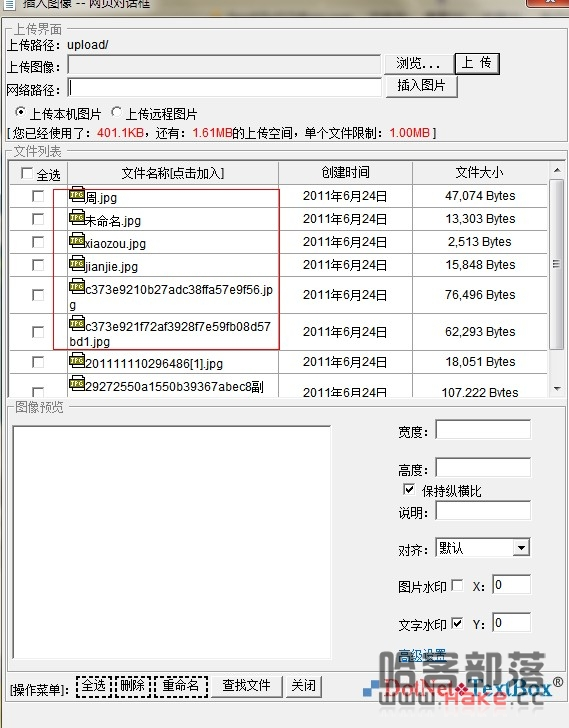 插入图像 -- 网页对话框
上传界面
上传路径：upload/
上传图像：
浏览...
上 传
网络路径：
插入图片
上传本机图片 上传远程图片
[您已经使用了：401.1KB，还有：1.61MB的上传空间，单个文件限制：1.00MB ]
文件列表
全选 文件名称[点击加入] 创建时间 文件大小
JPG 周.jpg 2011年6月24日 47,074 Bytes
JPG 未命名.jpg 2011年6月24日 13,303 Bytes
JPG xiaozou.jpg 2011年6月24日 2,513 Bytes
JPG jianjie.jpg 2011年6月24日 15,848 Bytes
JPG c373e9210b27adc38ffa57e9f56.jp
g 2011年6月24日 76,496 Bytes
JPG c373e921f72af3928f7e59fb08d57
bd1.jpg 2011年6月24日 62,293 Bytes
JPG 201111110296486[1].jpg 2011年6月24日 18,051 Bytes
JPG 29272550a1550b39367abec8副 2011年6月24日 107,222 Bytes
图像预览
宽度：
高度：
保持纵横比
说明：
对齐： 默认
图片水印 X： 0
文字水印 Y： 0
高级设置
[操作菜单]： 全选 删除 重命名 查找文件 关闭
DotNetTextBox®
哈客部落
www.Hake.cc